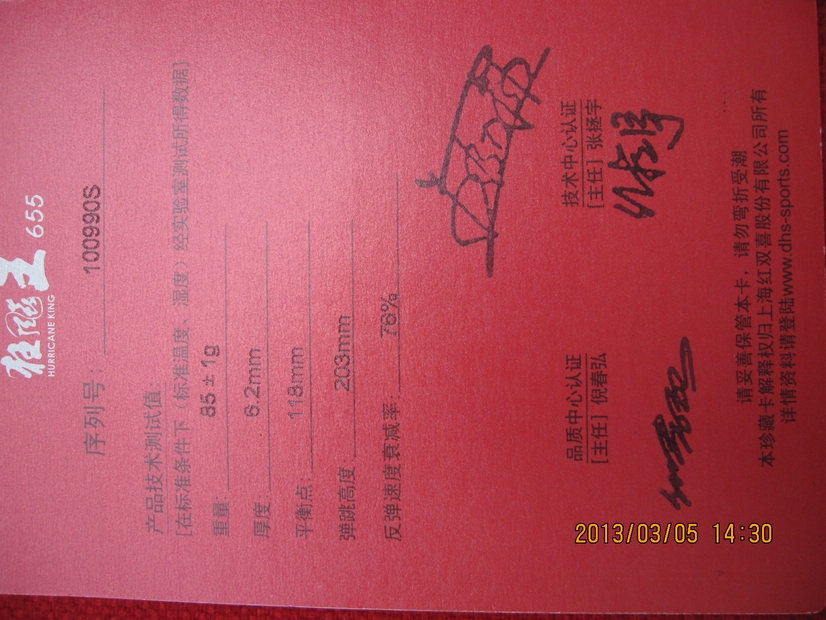 狂飚王 655
HURRICANE KING
序列号： 100990S
产品技术测试值:
[在标准条件下（标准温度、湿度）经实验室测试所得数据]
重量: 85±1g
厚度: 6.2mm
平衡点: 118mm
弹跳高度: 203mm
反弹速度衰减率: 76%
品质中心认证
[主任] 倪春弘
技术中心认证
[主任] 张拯宇
请妥善保管本卡，请勿弯折受潮
本珍藏卡解释权归上海红双喜股份有限公司所有
详情资料请登陆www.dhs-sports.com
2013/03/05 14:30